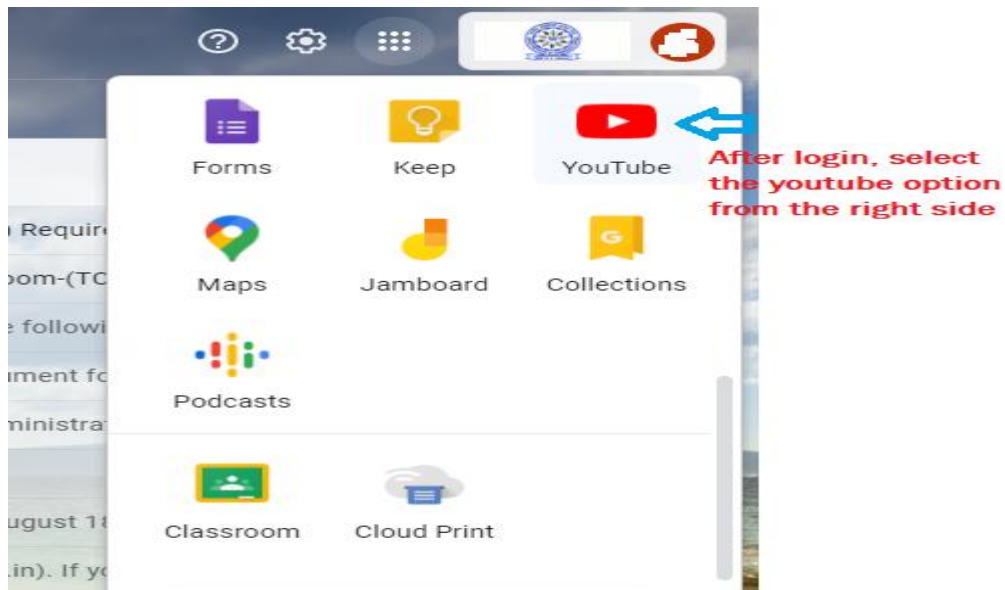 Forms Keep YouTube
After login, select
the youtube option
from the right side
Requir
oom-(TC
Maps Jamboard Collections
G
followi
ument fo
Podcasts
ministra
Classroom Cloud Print
ugust 18
.in). If yo